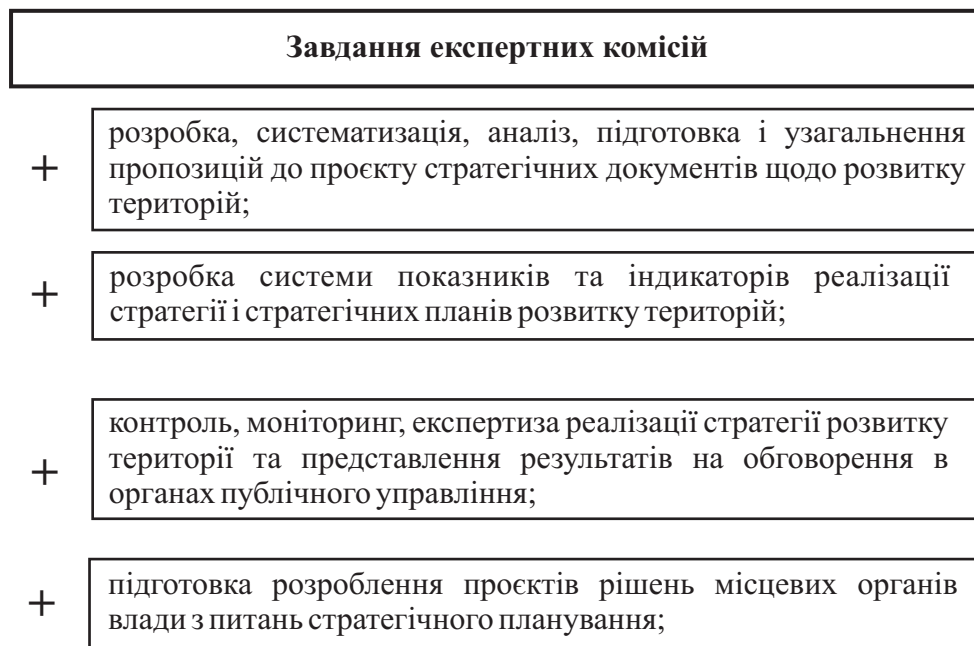 Завдання експертних комісій
+ розробка, систематизація, аналіз, підготовка і узагальнення
пропозицій до проєкту стратегічних документів щодо розвитку
територій;
+ розробка системи показників та індикаторів реалізації
стратегії і стратегічних планів розвитку територій;
+ контроль, моніторинг, експертиза реалізації стратегії розвитку
території та представлення результатів на обговорення в
органах публічного управління;
+ підготовка розроблення проєктів рішень місцевих органів
влади з питань стратегічного планування;